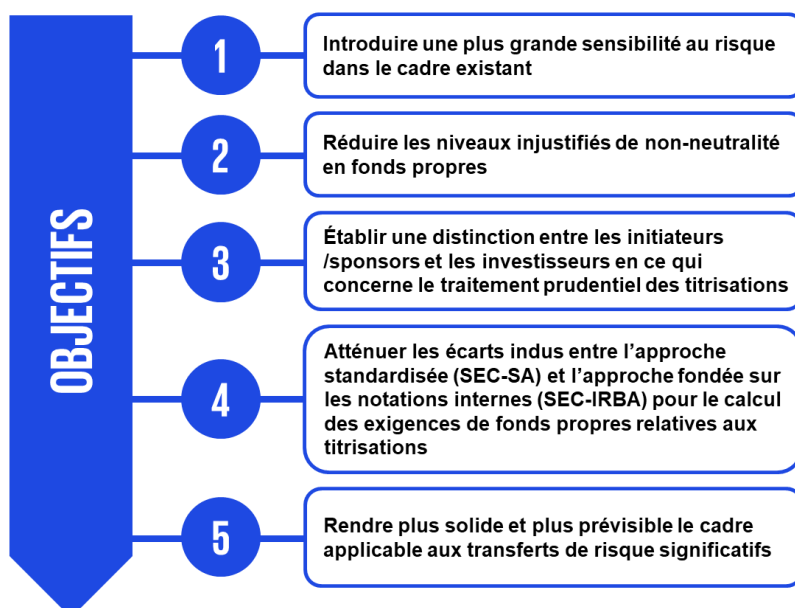 OBJECTIFS
1
Introduire une plus grande sensibilité au risque
dans le cadre existant
2
Réduire les niveaux injustifiés de non-neutralité
en fonds propres
3
Établir une distinction entre les initiateurs
/sponsors et les investisseurs en ce qui
concerne le traitement prudentiel des titrisations
4
Atténuer les écarts indus entre l’approche
standardisée (SEC-SA) et l’approche fondée sur
les notations internes (SEC-IRBA) pour le calcul
des exigences de fonds propres relatives aux
titrisations
5
Rendre plus solide et plus prévisible le cadre
applicable aux transferts de risque significatifs